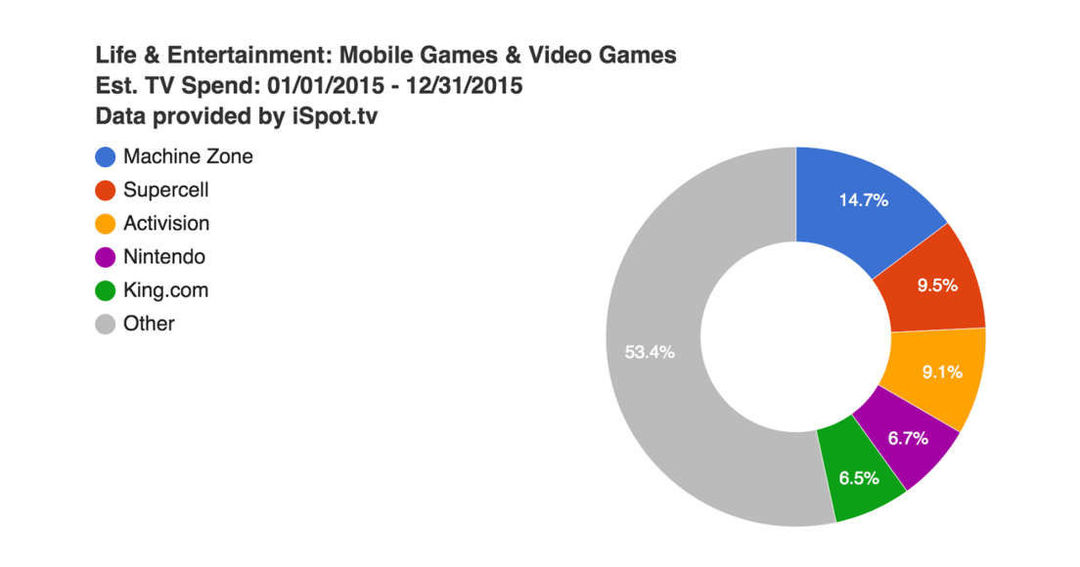 Life & Entertainment: Mobile Games & Video Games
Est. TV Spend: 01/01/2015 - 12/31/2015
Data provided by iSpot.tv
Machine Zone
Supercell
Activision
Nintendo
King.com
Other
14.7%
9.5%
9.1%
6.7%
6.5%
53.4%